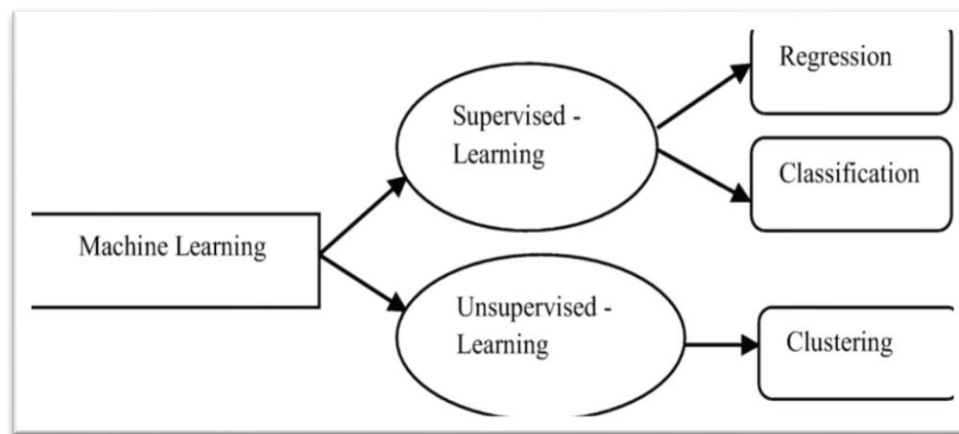 Regression
Supervised -
Learning
Classification
Machine Learning
Unsupervised -
Learning
Clustering